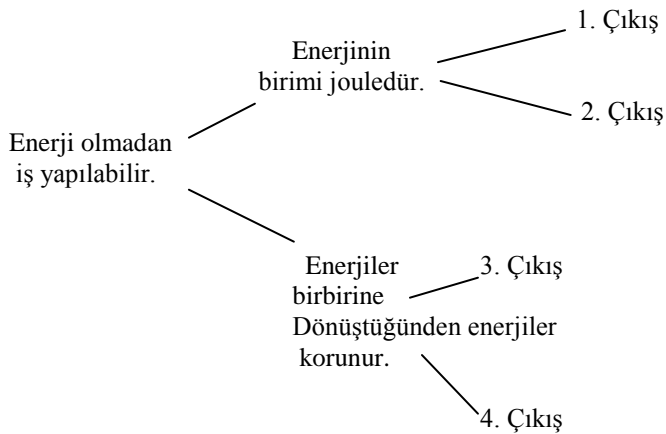 1. Çıkış
Enerjinin
birimi jouledür.
2. Çıkış
Enerji olmadan
iş yapılabilir.
Enerjiler
birbirine
3. Çıkış
Dönüştüğünden enerjiler
korunur.
4. Çıkış